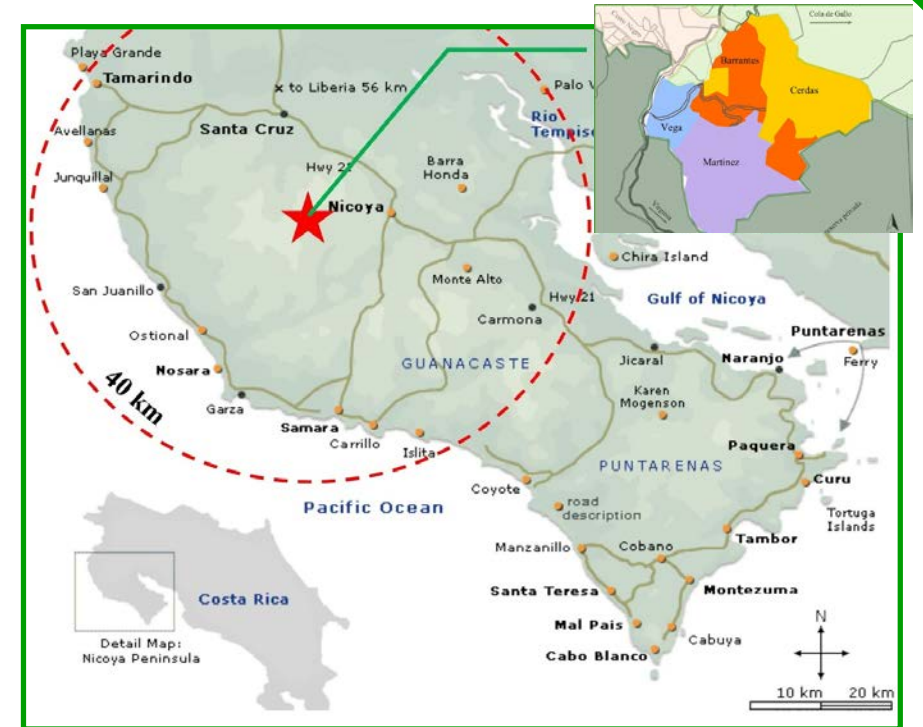 Playa Grande
Tamarindo
x to Liberia 56 km
Palo V
Santa Cruz
Rio
Tempisc
Avellanas
Hwy 21
Barra
Honda
Junquillal
Nicoya
Cola de Gallo
Barrantes
Cerdas
Vega
Martinez
Virginia
Chira Island
Monte Alto
San Juanillo
Hwy 21
Gulf of Nicoya
Carmona
Puntarenas
Ostional
Jicaral
Naranjo
Ferry
GUANACASTE
Nosara
40 km
Karen
Mogenson
Garza
Samara
Carrillo
Islita
Paquera
PUNTARENAS
Coyote
Curu
Pacific Ocean
road
description
Tortuga
Islands
Tambor
Manzanillo
Cobano
Santa Teresa
Montezuma
Costa Rica
Mal Pais
Cabuya
N
Detail Map:
Nicoya Peninsula
Cabo Blanco
10 km 20 km